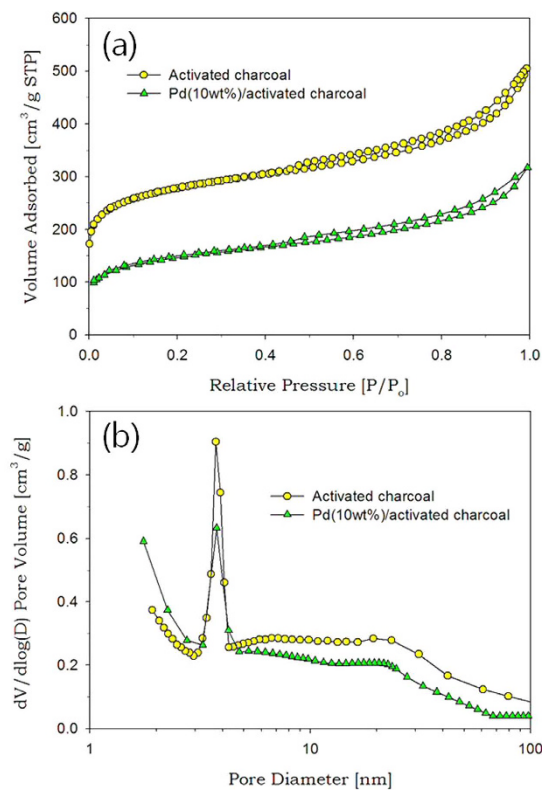 (a)
Activated charcoal
Pd(10wt%)/activated charcoal
Volume Adsorbed [cm³/g STP]
600
500
400
300
200
100
0
0.0 0.2 0.4 0.6 0.8 1.0
Relative Pressure [P/Pₒ]
(b)
Activated charcoal
Pd(10wt%)/activated charcoal
dV/dlog(D) Pore Volume [cm³/g]
1.0
0.8
0.6
0.4
0.2
0.0
1 10 100
Pore Diameter [nm]